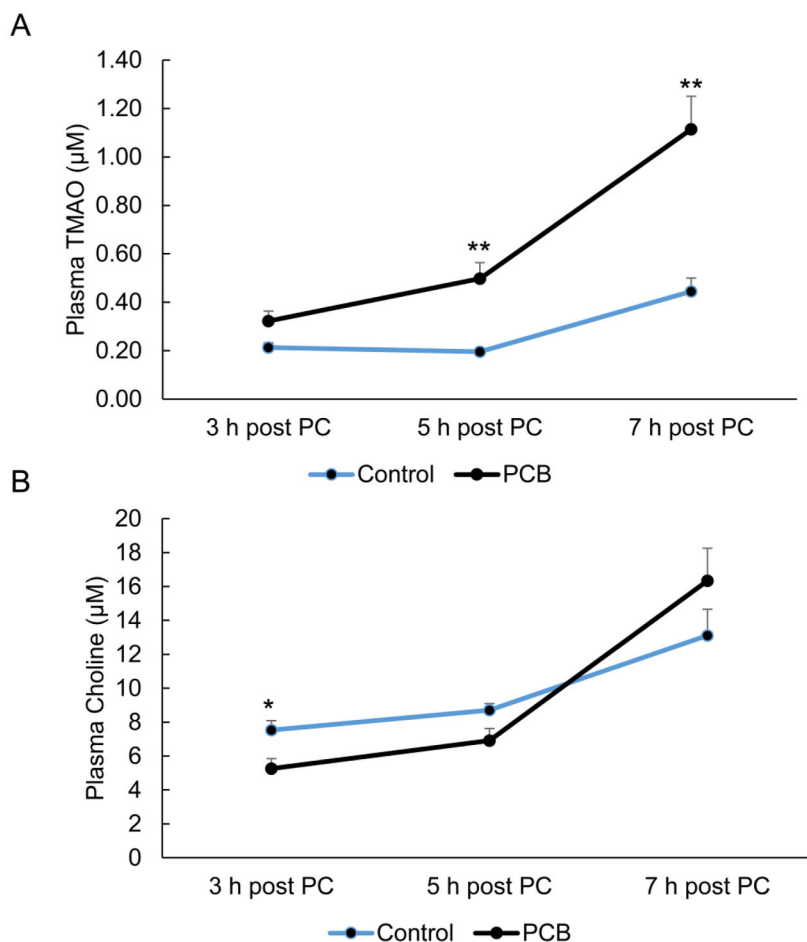 A
1.40
1.20
1.00
0.80
0.60
0.40
0.20
0.00
Plasma TMAO (µM)
**
**
3 h post PC 5 h post PC 7 h post PC
Control PCB
B
20
18
16
14
12
10
8
6
4
2
0
Plasma Choline (µM)
*
3 h post PC 5 h post PC 7 h post PC
Control PCB